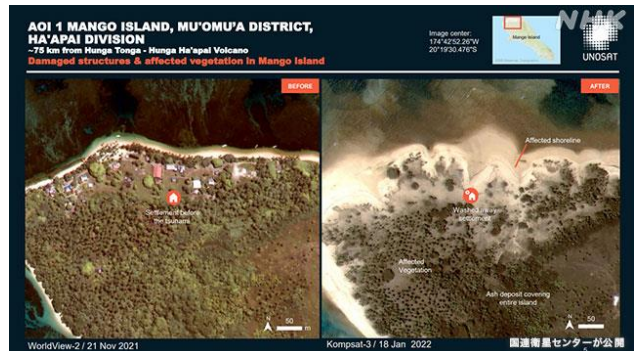 AOI 1 MANGO ISLAND, MU'OMU'A DISTRICT,
HA'APAI DIVISION
~75 km from Hunga Tonga - Hunga Ha'apai Volcano
Damaged structures & affected vegetation in Mango Island
Image center:
174°42'52.26"W
20°19'30.476"S
Mango Island
NHK
UNOSAT
BEFORE
Settlement before
the tsunami
N
50
m
WorldView-2 / 21 Nov 2021
AFTER
Affected shoreline
Washed away
settlement
Affected
Vegetation
Ash deposit covering
entire island
N
50
Kompsat-3 / 18 Jan 2022
国連衛星センターが公開
5